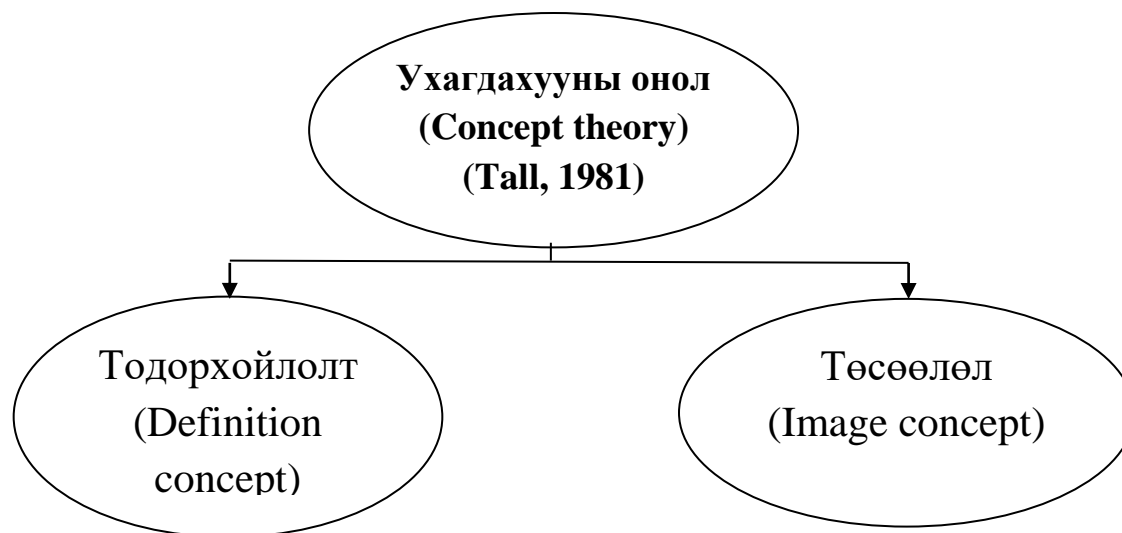 Ухагдахууны онол
(Concept theory)
(Tall, 1981)
Тодорхойлолт
(Definition
concept)
Төсөөлөл
(Image concept)